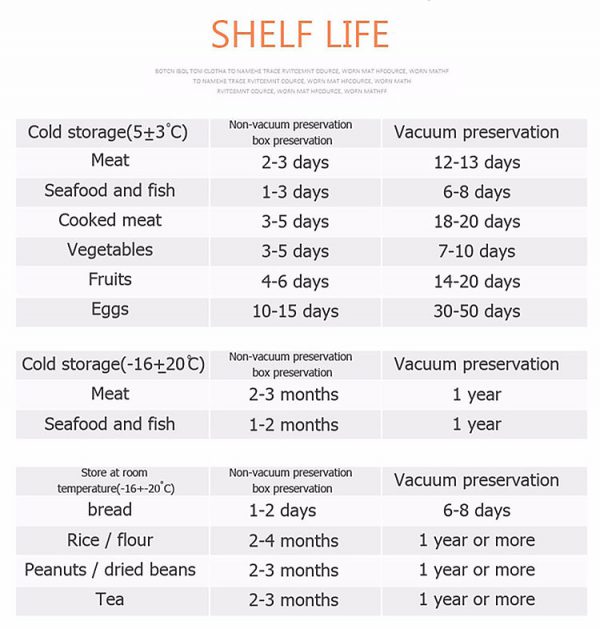 SHELF LIFE
BOTON IBOL TOM CLOTHA TO NAMEHE TRACE RVITCEMNT COURCE, WORN MAT HFCOURCE, WORN MATHF
TO NAMEHE TRACE RVITCEMNT COURCE, WORN MAT HFCOURCE, WORN MATH
RVITCEMNT COURCE, WORN MAT HFCOURCE, WORN MATHFF
Cold storage(5±3°C) Non-vacuum preservation box preservation Vacuum preservation
Meat 2-3 days 12-13 days
Seafood and fish 1-3 days 6-8 days
Cooked meat 3-5 days 18-20 days
Vegetables 3-5 days 7-10 days
Fruits 4-6 days 14-20 days
Eggs 10-15 days 30-50 days
Cold storage(-16±20°C) Non-vacuum preservation box preservation Vacuum preservation
Meat 2-3 months 1 year
Seafood and fish 1-2 months 1 year
Store at room temperature(-16+-20°C) Non-vacuum preservation box preservation Vacuum preservation
bread 1-2 days 6-8 days
Rice / flour 2-4 months 1 year or more
Peanuts / dried beans 2-3 months 1 year or more
Tea 2-3 months 1 year or more